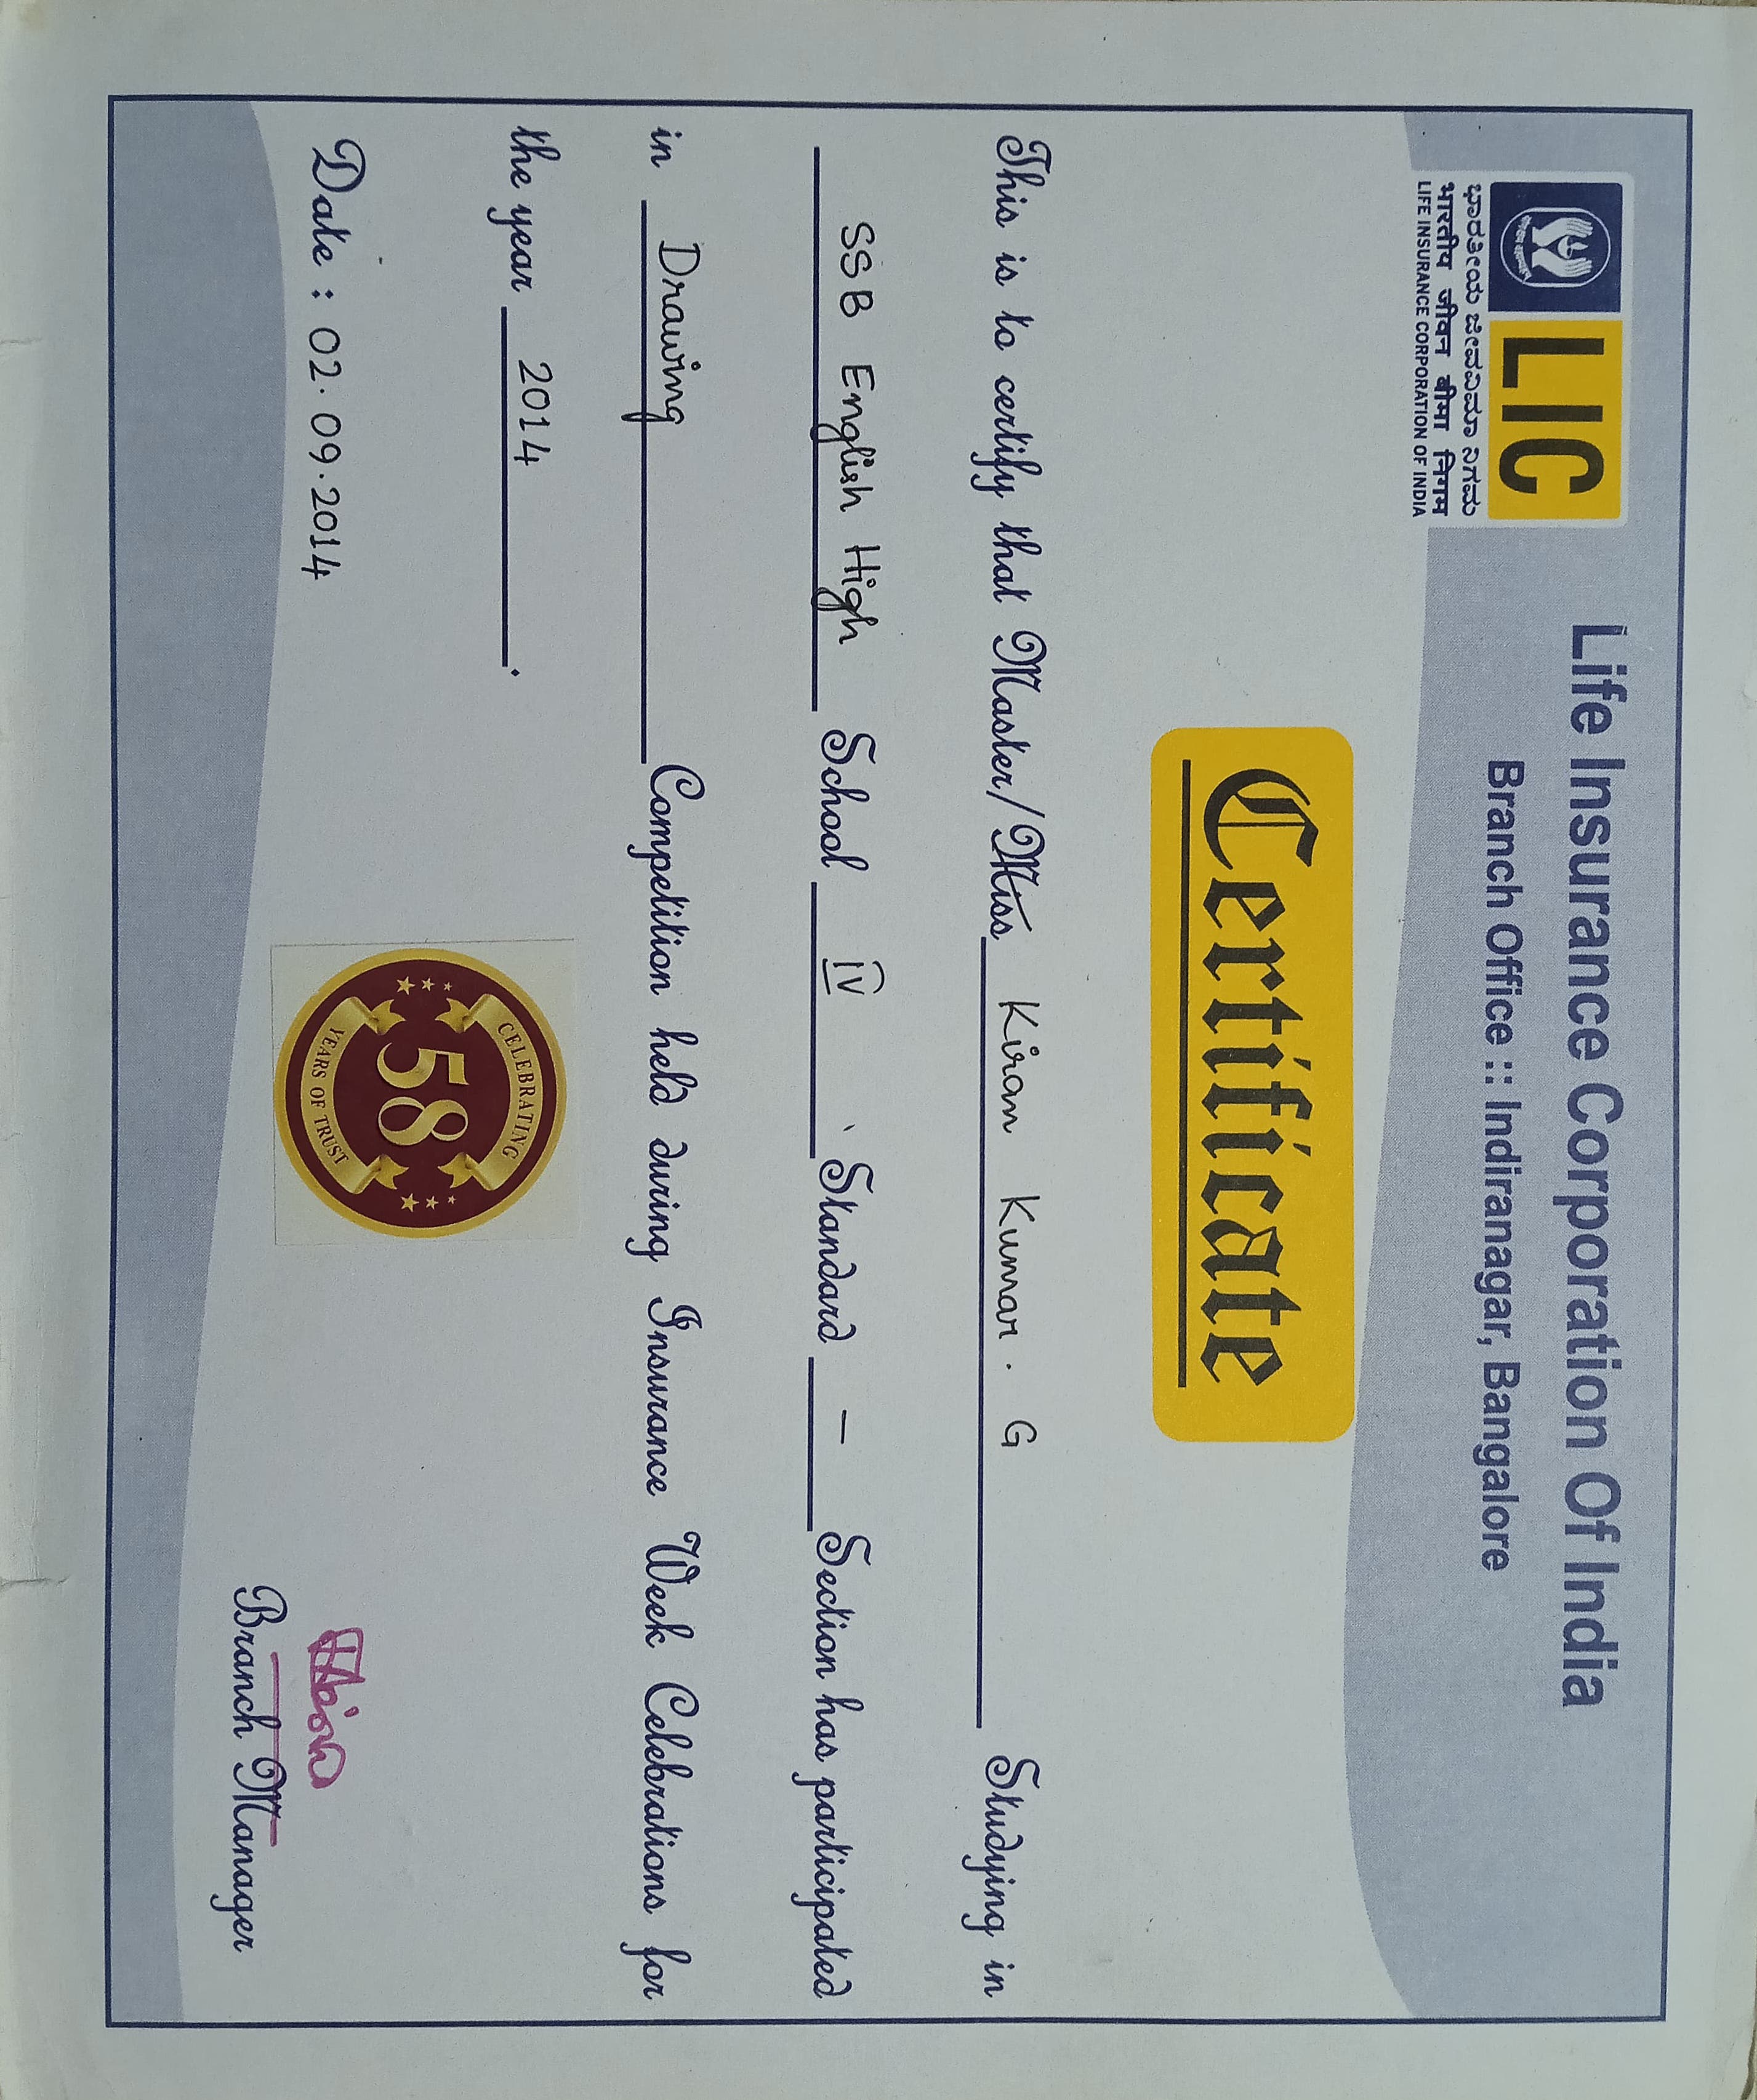 LIC
ಭಾರತೀಯ ಜೀವವಿಮಾ ನಿಗಮ
भारतीय जीवन बीमा निगम
LIFE INSURANCE CORPORATION OF INDIA
Life Insurance Corporation Of India
Branch Office :: Indiranagar, Bangalore
Certificate
This is to certify that Master/Miss Kiran Kumar. G Studying in
SSB English High School IV Standard – Section has participated
in Drawing Competition held during Insurance Week Celebrations for
the year 2014.
CELEBRATING
58
YEARS OF TRUST
Date : 02.09.2014
Branch Manager